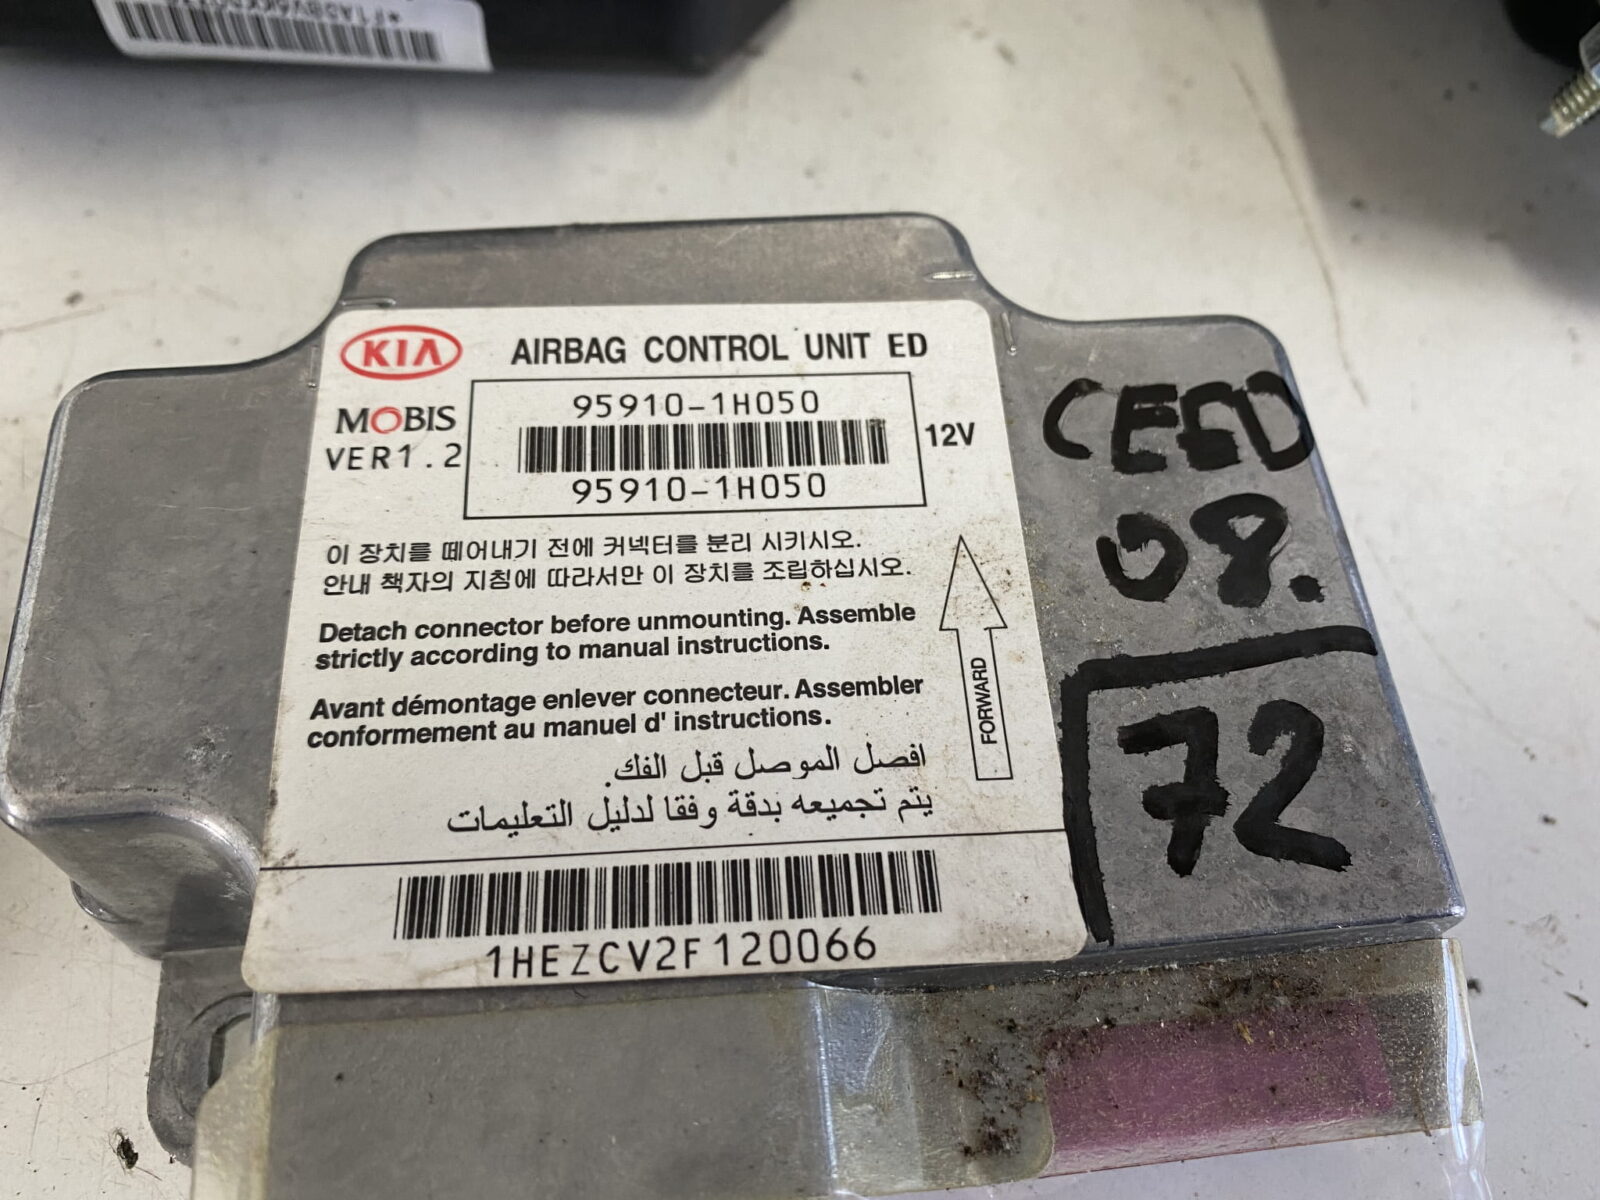 KIA
AIRBAG CONTROL UNIT ED
MOBIS
VER1.2
95910-1H050
95910-1H050
12V
이 장치를 떼어내기 전에 커넥터를 분리 시키시오.
안내 책자의 지침에 따라서만 이 장치를 조립하십시오.
Detach connector before unmounting. Assemble
strictly according to manual instructions.
Avant démontage enlever connecteur. Assembler
conformement au manuel d' instructions.
افصل الموصل قبل الفك.
يتم تجميعه بدقة وفقا لدليل التعليمات
FORWARD
1HEZCV2F120066
CEED
08.
72